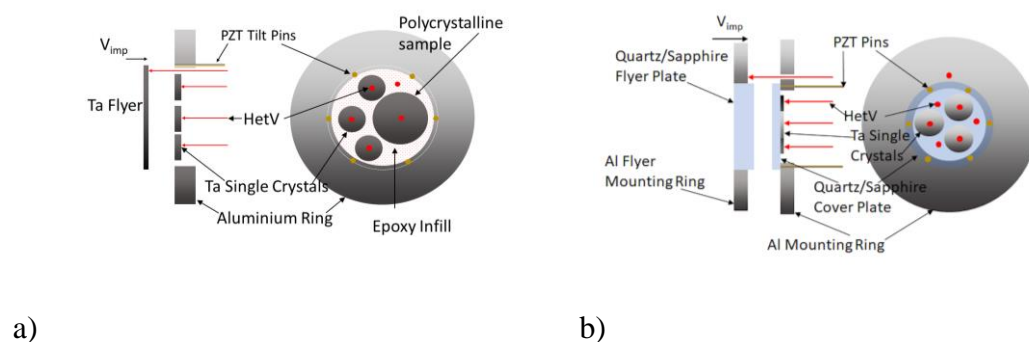 Polycrystalline
sample
PZT Tilt Pins
V_imp
Ta Flyer
HetV
Ta Single Crystals
Aluminium Ring
Epoxy Infill
a)
V_imp
Quartz/Sapphire
Flyer Plate
PZT Pins
HetV
Ta Single
Crystals
Al Flyer
Mounting Ring
Quartz/Sapphire
Cover Plate
Al Mounting Ring
b)